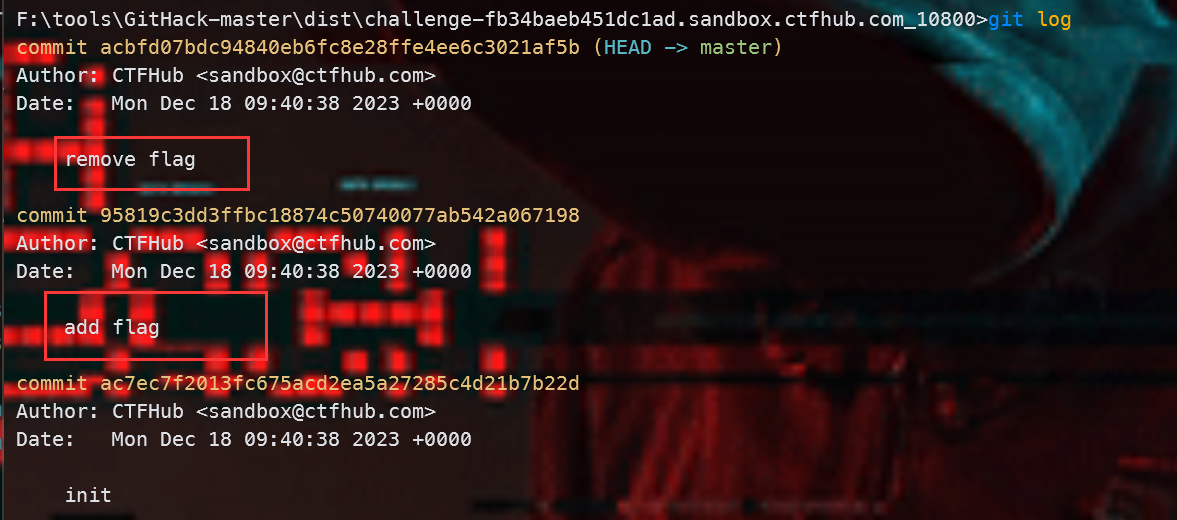 F:\tools\GitHack-master\dist\challenge-fb34baeb451dc1ad.sandbox.ctfhub.com_10800>git log
commit acbfd07bdc94840eb6fc8e28ffe4ee6c3021af5b (HEAD -> master)
Author: CTFHub <sandbox@ctfhub.com>
Date:   Mon Dec 18 09:40:38 2023 +0000
remove flag
commit 95819c3dd3ffbc18874c50740077ab542a067198
Author: CTFHub <sandbox@ctfhub.com>
Date:   Mon Dec 18 09:40:38 2023 +0000
add flag
commit ac7ec7f2013fc675acd2ea5a27285c4d21b7b22d
Author: CTFHub <sandbox@ctfhub.com>
Date:   Mon Dec 18 09:40:38 2023 +0000
init